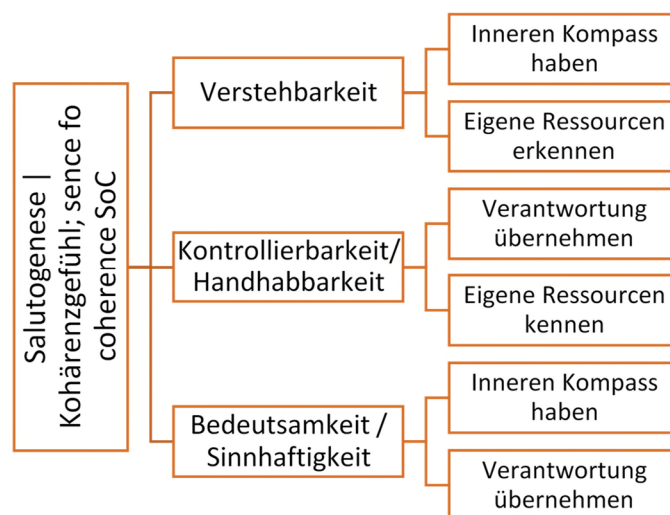 Salutogenese |
Kohärenzgefühl; sence fo
coherence SoC
Verstehbarkeit
Inneren Kompass
haben
Eigene Ressourcen
erkennen
Kontrollierbarkeit/
Handhabbarkeit
Verantwortung
übernehmen
Eigene Ressourcen
kennen
Bedeutsamkeit /
Sinnhaftigkeit
Inneren Kompass
haben
Verantwortung
übernehmen